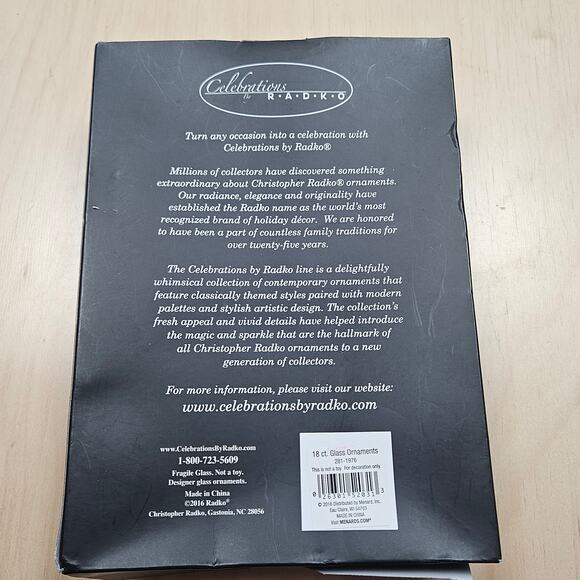 Celebrations
By R•A•D•K•O
Turn any occasion into a celebration with
Celebrations by Radko®
Millions of collectors have discovered something
extraordinary about Christopher Radko® ornaments.
Our radiance, elegance and originality have
established the Radko name as the world's most
recognized brand of holiday décor. We are honored
to have been a part of countless family traditions for
over twenty-five years.
The Celebrations by Radko line is a delightfully
whimsical collection of contemporary ornaments that
feature classically themed styles paired with modern
palettes and stylish artistic design. The collection's
fresh appeal and vivid details have helped introduce
the magic and sparkle that are the hallmark of
all Christopher Radko ornaments to a new
generation of collectors.
For more information, please visit our website:
www.celebrationsbyradko.com
www.CelebrationsByRadko.com
1-800-723-5609
Fragile Glass. Not a toy.
Designer glass ornaments.
Made in China
©2016 Radko®
Christopher Radko, Gastonia, NC 28056
18 ct. Glass Ornaments
281-1976
This is not a toy. For decoration only.
0 26301 52031 3
© 2016 Distributed by Menard, Inc.
Eau Claire, WI 54703
MADE IN CHINA
Visit MENARDS.COM®